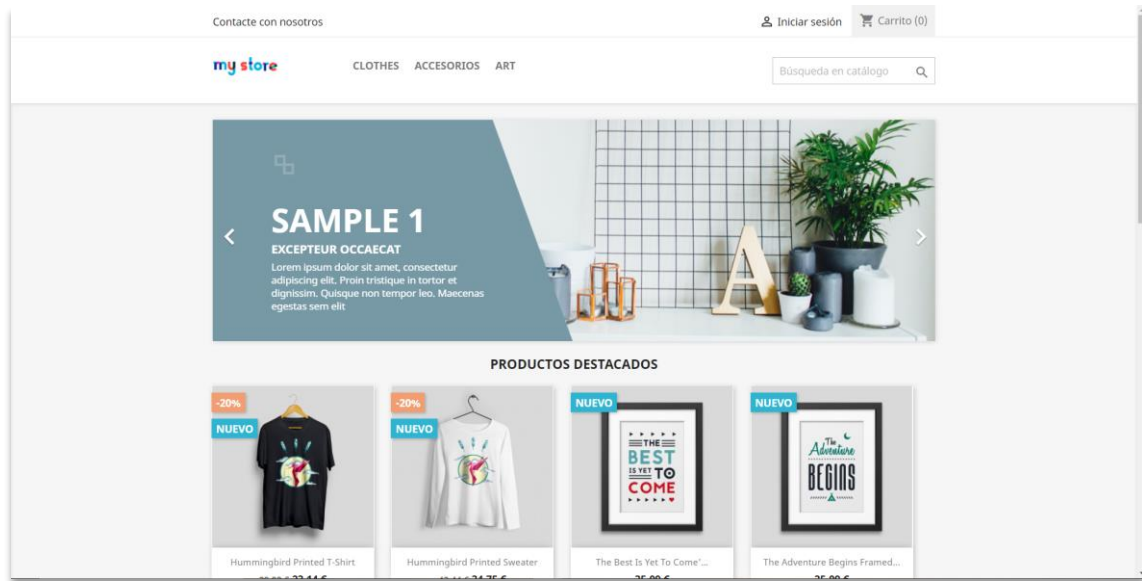 Contacte con nosotros
Iniciar sesión
Carrito (0)
my store
CLOTHES ACCESORIOS ART
Búsqueda en catálogo
SAMPLE 1
EXCEPTEUR OCCAECAT
Lorem ipsum dolor sit amet, consectetur
adipiscing elit. Proin tristique in tortor et
dignissim. Quisque non tempor leo. Maecenas
egestas sem elit
A
PRODUCTOS DESTACADOS
-20%
NUEVO
-20%
NUEVO
NUEVO
THE
BEST
IS YET TO
COME
NUEVO
The
Adventure
BEGINS
Hummingbird Printed T-Shirt
Hummingbird Printed Sweater
The Best Is Yet To Come'...
The Adventure Begins Framed...